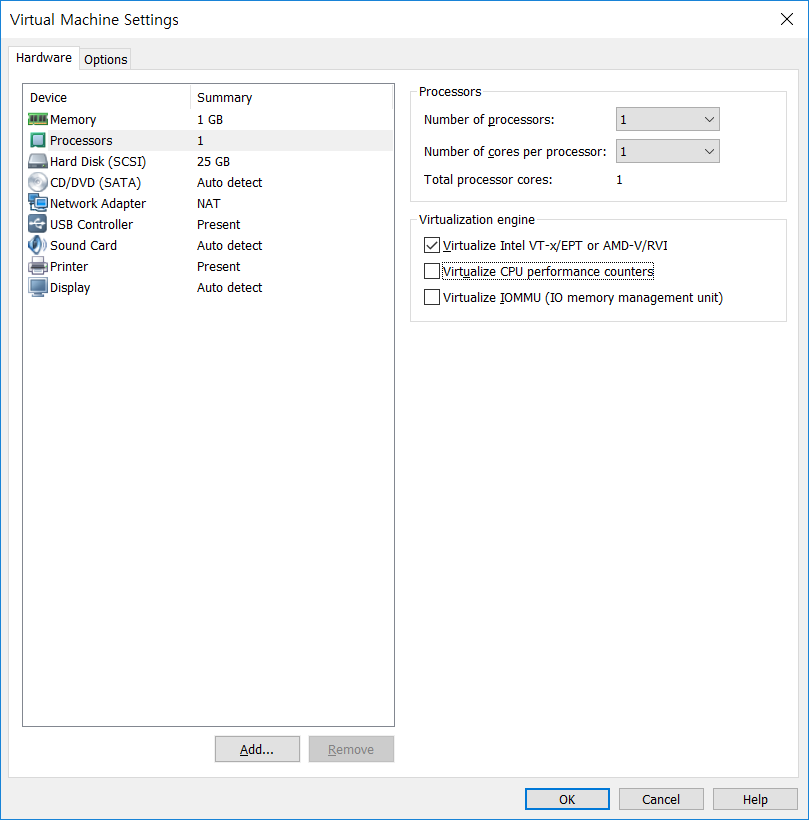 Virtual Machine Settings
Hardware Options
Device Summary
Memory 1 GB
Processors 1
Hard Disk (SCSI) 25 GB
CD/DVD (SATA) Auto detect
Network Adapter NAT
USB Controller Present
Sound Card Auto detect
Printer Present
Display Auto detect
Add... Remove
Processors
Number of processors: 1
Number of cores per processor: 1
Total processor cores: 1
Virtualization engine
Virtualize Intel VT-x/EPT or AMD-V/RVI
Virtualize CPU performance counters
Virtualize IOMMU (IO memory management unit)
OK Cancel Help